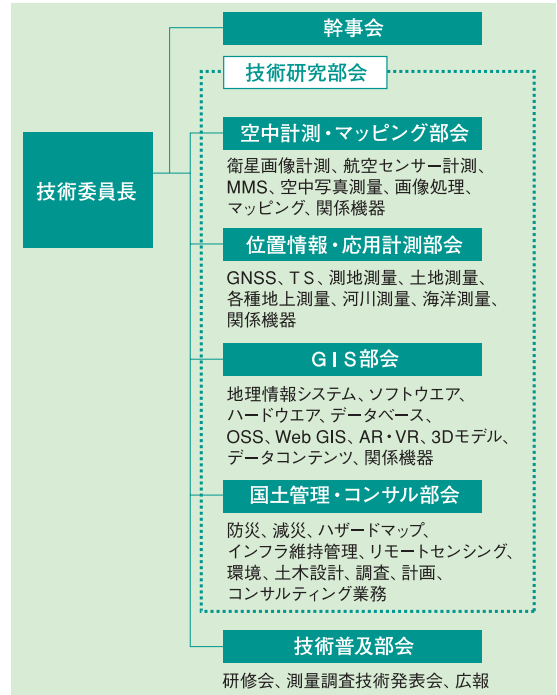 幹事会
技術研究部会
技術委員長
空中計測・マッピング部会
衛星画像計測、航空センサー計測、
MMS、空中写真測量、画像処理、
マッピング、関係機器
位置情報・応用計測部会
GNSS、ＴＳ、測地測量、土地測量、
各種地上測量、河川測量、海洋測量、
関係機器
ＧＩＳ部会
地理情報システム、ソフトウエア、
ハードウエア、データベース、
OSS、Web GIS、AR・VR、3Dモデル、
データコンテンツ、関係機器
国土管理・コンサル部会
防災、減災、ハザードマップ、
インフラ維持管理、リモートセンシング、
環境、土木設計、調査、計画、
コンサルティング業務
技術普及部会
研修会、測量調査技術発表会、広報